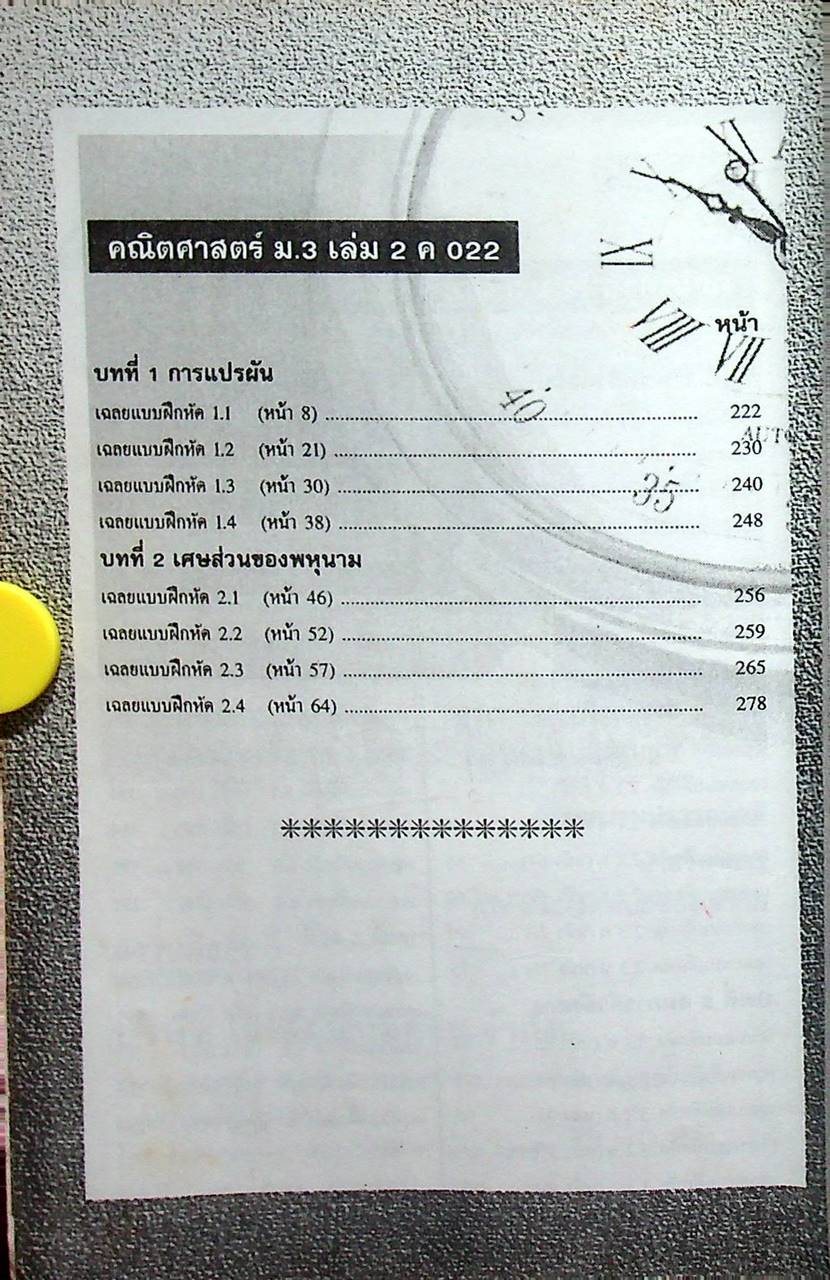 คณิตศาสตร์ ม.3 เล่ม 2 ค 022
IX
VIII
VII
หน้า
บทที่ 1 การแปรผัน
เฉลยแบบฝึกหัด 1.1 (หน้า 8) ........ 222
40
AUTO
เฉลยแบบฝึกหัด 1.2 (หน้า 21) ........ 230
เฉลยแบบฝึกหัด 1.3 (หน้า 30) ........ 240
35
เฉลยแบบฝึกหัด 1.4 (หน้า 38) ........ 248
บทที่ 2 เศษส่วนของพหุนาม
เฉลยแบบฝึกหัด 2.1 (หน้า 46) ........ 256
เฉลยแบบฝึกหัด 2.2 (หน้า 52) ........ 259
เฉลยแบบฝึกหัด 2.3 (หน้า 57) ........ 265
เฉลยแบบฝึกหัด 2.4 (หน้า 64) ........ 278
**************